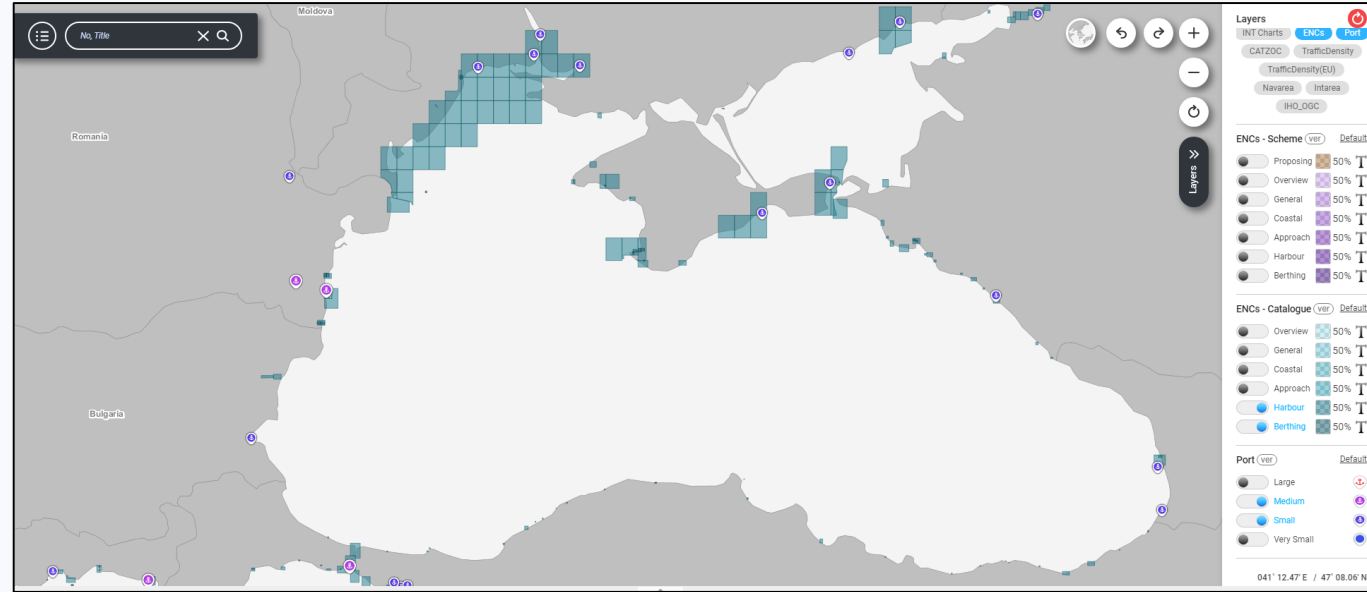 No, Title
Moldova
Romania
Bulgaria
Layers
Layers
INT Charts ENCs Port
CATZOC TrafficDensity
TrafficDensity(EU)
Navarea Intarea
IHO_OGC
ENCs - Scheme ver Default
Proposing 50% T
Overview 50% T
General 50% T
Coastal 50% T
Approach 50% T
Harbour 50% T
Berthing 50% T
ENCs - Catalogue ver Default
Overview 50% T
General 50% T
Coastal 50% T
Approach 50% T
Harbour 50% T
Berthing 50% T
Port ver Default
Large
Medium
Small
Very Small
041° 12.47' E / 47° 08.06' N